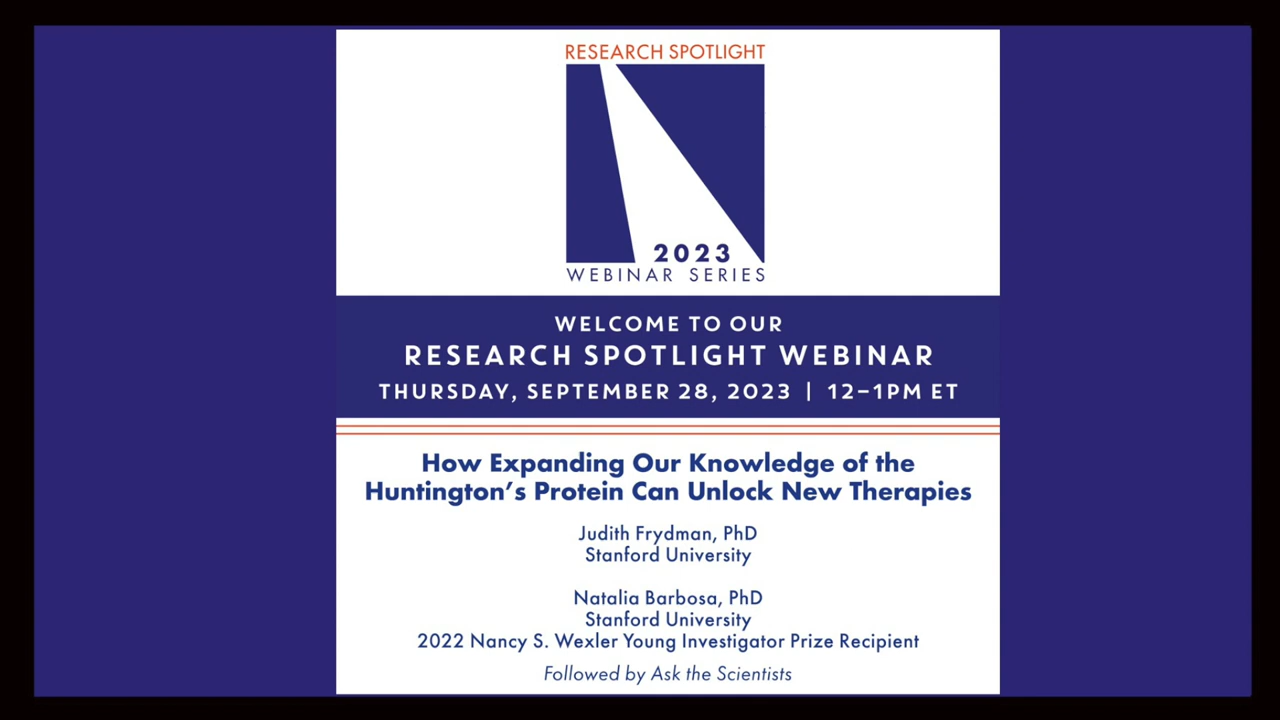 RESEARCH SPOTLIGHT
2023
WEBINAR SERIES
WELCOME TO OUR
RESEARCH SPOTLIGHT WEBINAR
THURSDAY, SEPTEMBER 28, 2023 | 12–1PM ET
How Expanding Our Knowledge of the
Huntington’s Protein Can Unlock New Therapies
Judith Frydman, PhD
Stanford University
Natalia Barbosa, PhD
Stanford University
2022 Nancy S. Wexler Young Investigator Prize Recipient
Followed by Ask the Scientists